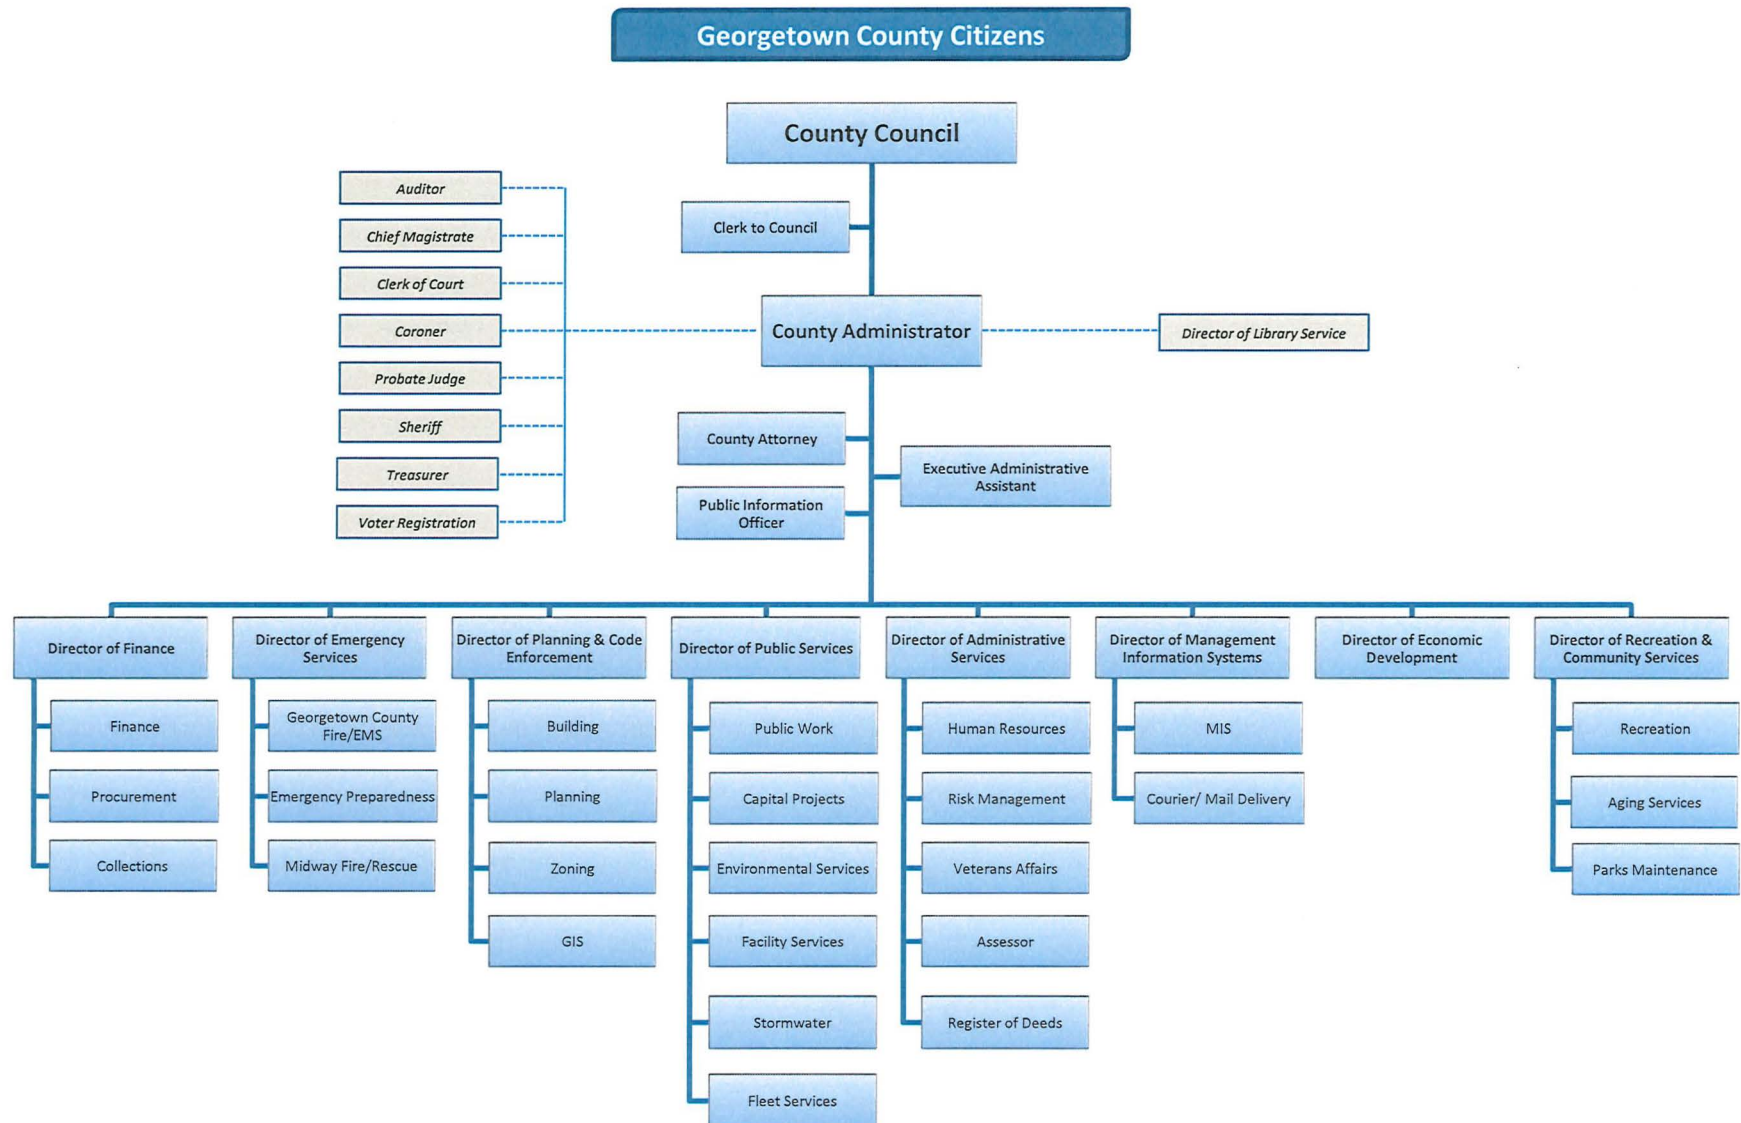 Georgetown County Citizens
County Council
Clerk to Council
Auditor
Chief Magistrate
Clerk of Court
Coroner
Probate Judge
Sheriff
Treasurer
Voter Registration
County Administrator
Director of Library Service
County Attorney
Executive Administrative
Assistant
Public Information
Officer
Director of Finance
Finance
Procurement
Collections
Director of Emergency
Services
Georgetown County
Fire/EMS
Emergency Preparedness
Midway Fire/Rescue
Director of Planning & Code
Enforcement
Building
Planning
Zoning
GIS
Director of Public Services
Public Work
Capital Projects
Environmental Services
Facility Services
Stormwater
Fleet Services
Director of Administrative
Services
Human Resources
Risk Management
Veterans Affairs
Assessor
Register of Deeds
Director of Management
Information Systems
MIS
Courier/ Mail Delivery
Director of Economic
Development
Director of Recreation &
Community Services
Recreation
Aging Services
Parks Maintenance